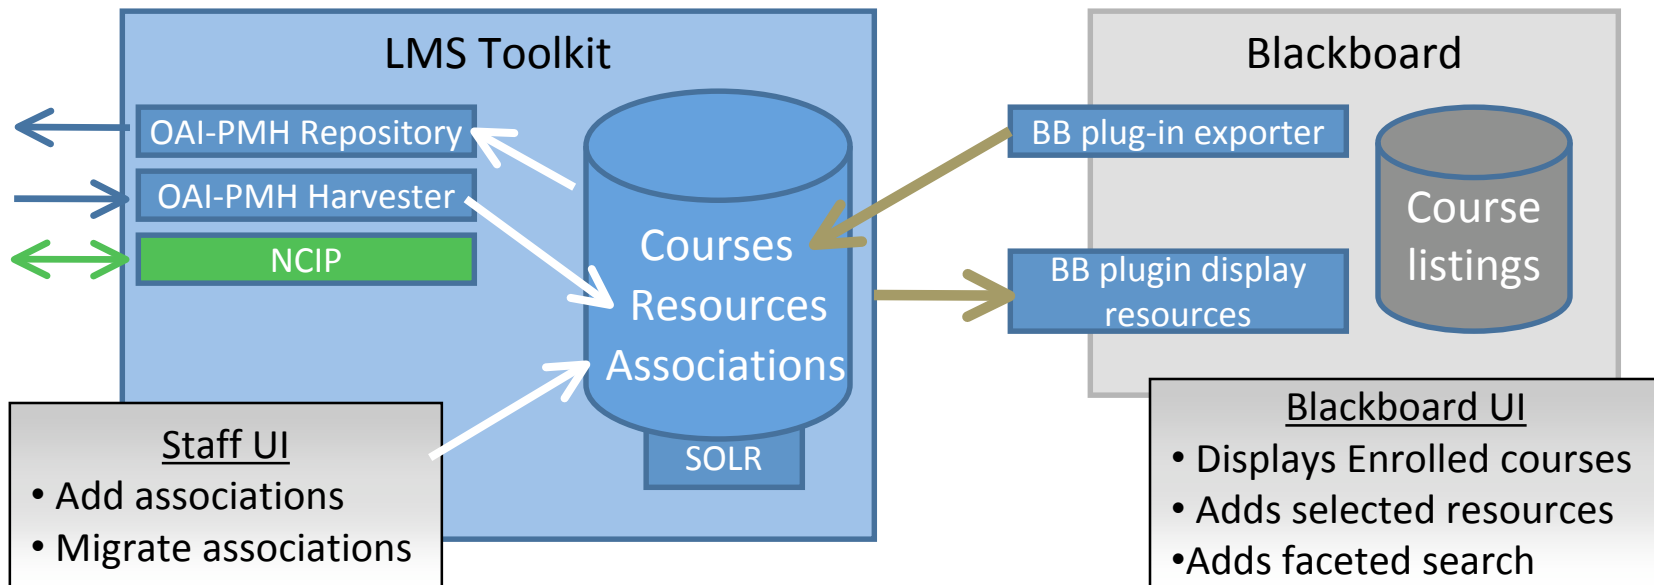 LMS Toolkit
OAI-PMH Repository
OAI-PMH Harvester
NCIP
Courses
Resources
Associations
SOLR
Staff UI
• Add associations
• Migrate associations
Blackboard
BB plug-in exporter
BB plugin display
resources
Course
listings
Blackboard UI
• Displays Enrolled courses
• Adds selected resources
•Adds faceted search